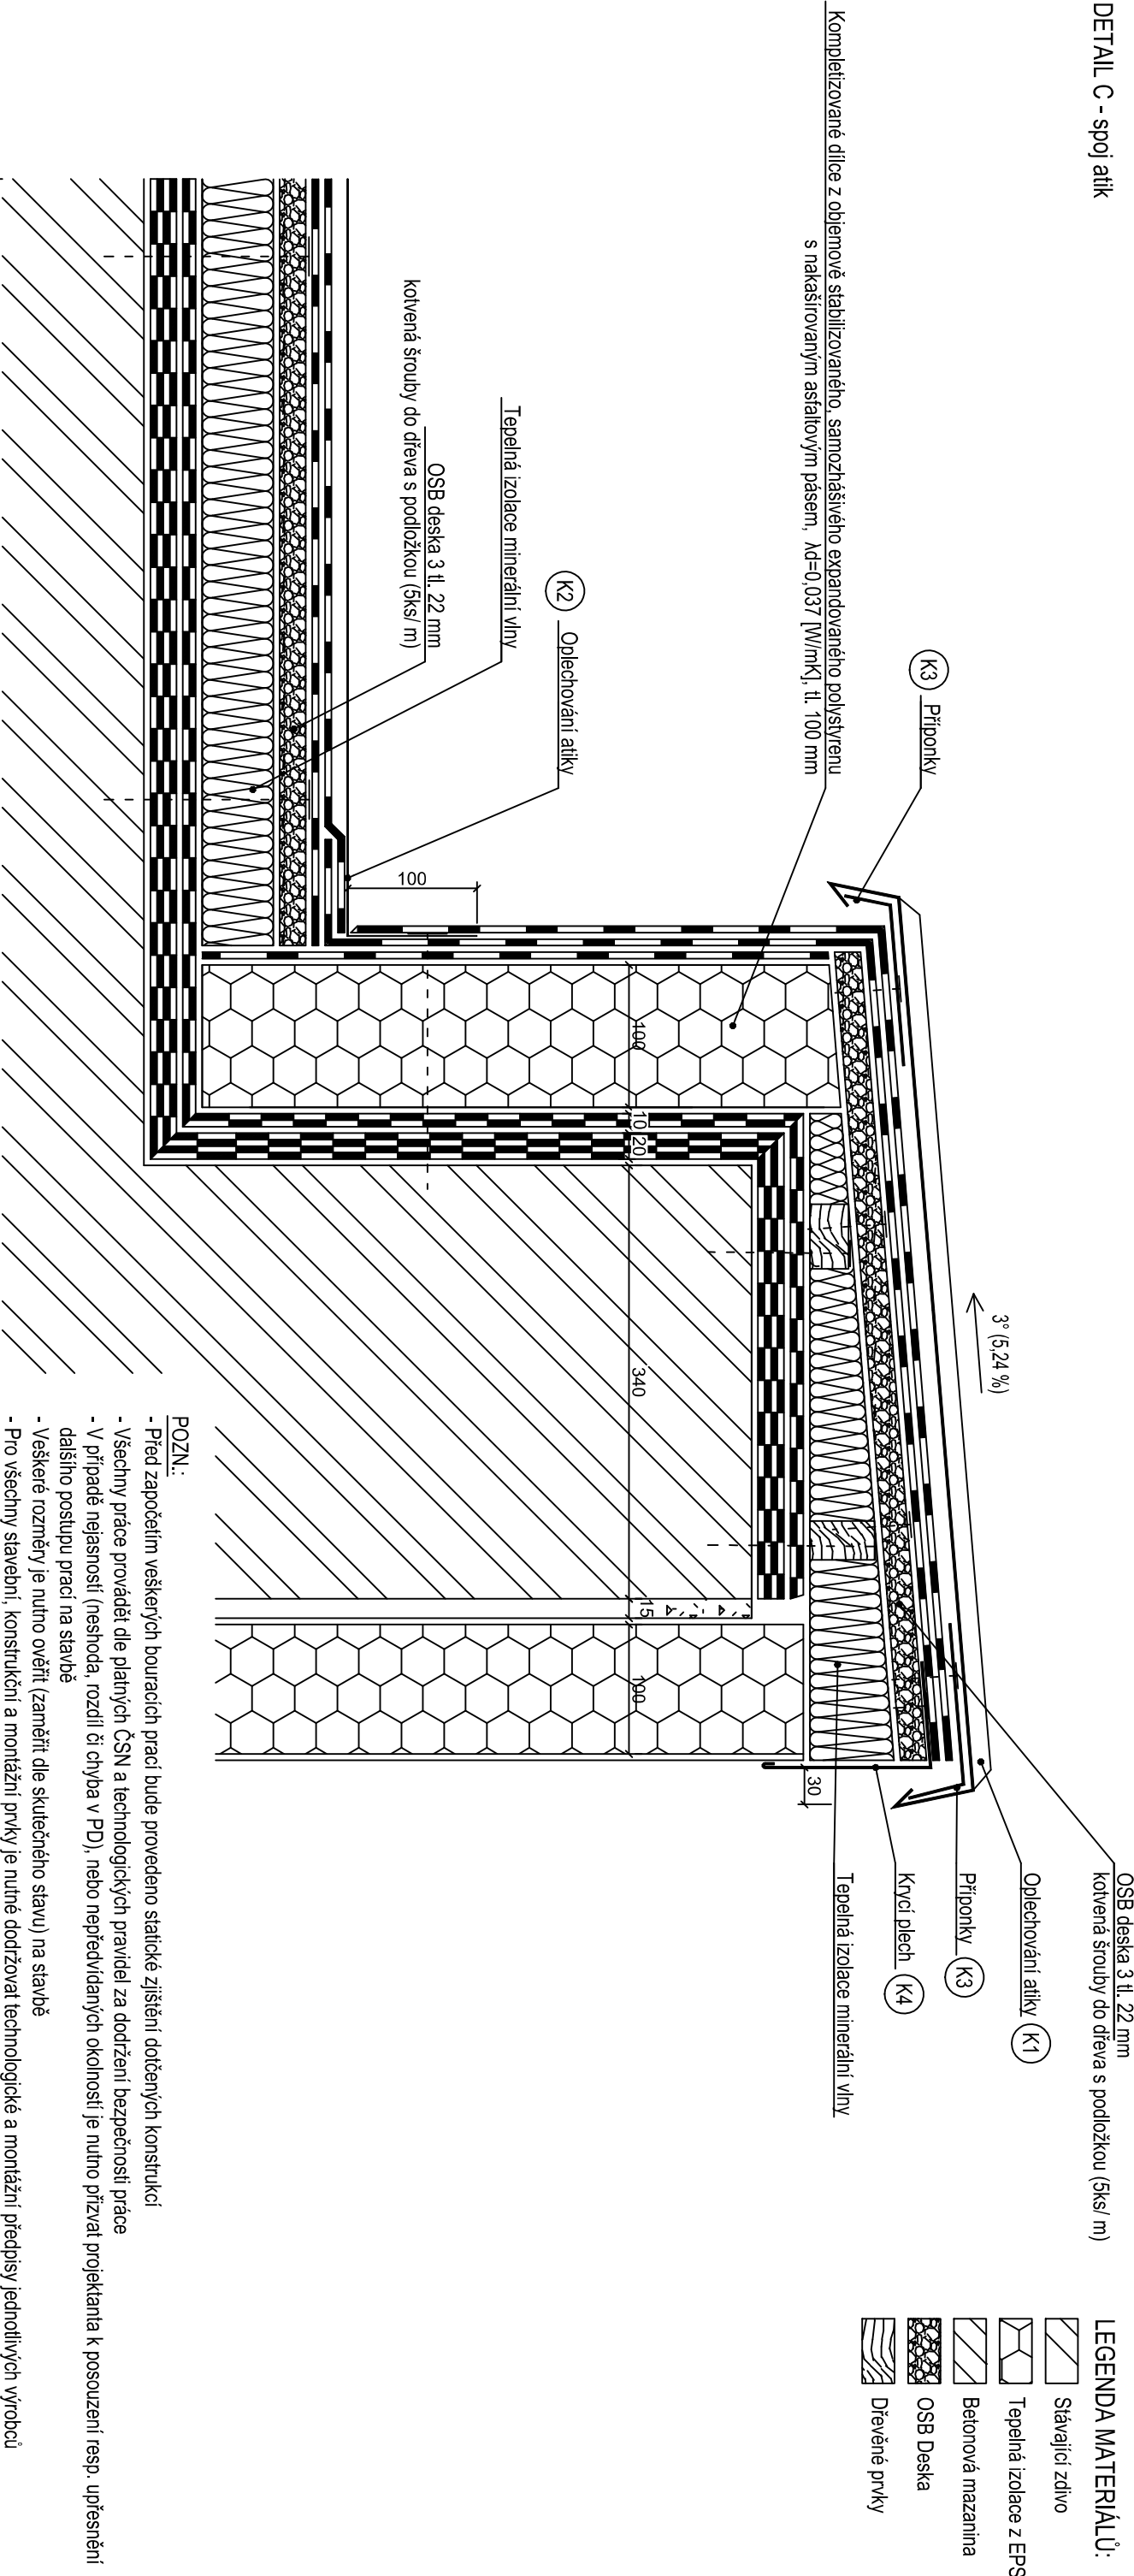 DETAIL C - spoj atik
Kompletizované dílce z objemově stabilizovaného, samozhášivého expandovaného polystyrenu
s nakašírovaným asfaltovým pásem, λd=0,037 [W/mK], tl. 100 mm
K3 Příponky
K2 Oplechování atiky
Tepelná izolace minerální vlny
OSB deska 3 tl. 22 mm
kotvená šrouby do dřeva s podložkou (5ks/ m)
3° (5,24 %)
100
100
10
20
340
15
100
30
OSB deska 3 tl. 22 mm
kotvená šrouby do dřeva s podložkou (5ks/ m)
Oplechování atiky K1
Příponky K3
Krycí plech K4
Tepelná izolace minerální vlny
LEGENDA MATERIÁLŮ:
Stávající zdivo
Tepelná izolace z EPS
Betonová mazanina
OSB Deska
Dřevěné prvky
POZN.:
- Před započetím veškerých bouracích prací bude provedeno statické zjištění dotčených konstrukcí
- Všechny práce provádět dle platných ČSN a technologických pravidel za dodržení bezpečnosti práce
- V případě nejasností (neshoda, rozdíl či chyba v PD), nebo nepředvídaných okolností je nutno přizvat projektanta k posouzení resp. upřesnění
dalšího postupu prací na stavbě
- Veškeré rozměry je nutno ověřit (zaměřit dle skutečného stavu) na stavbě
- Pro všechny stavební, konstrukční a montážní prvky je nutné dodržovat technologické a montážní předpisy jednotlivých výrobců